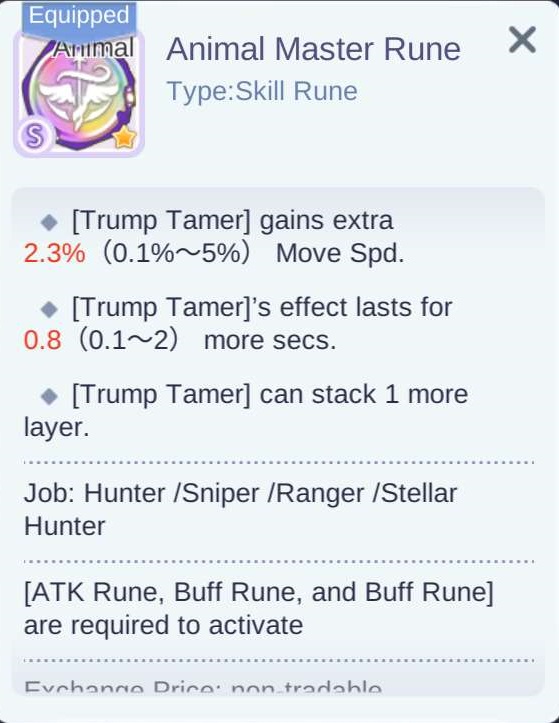 Equipped
Animal
S
Animal Master Rune
Type:Skill Rune
[Trump Tamer] gains extra
2.3%（0.1%～5%） Move Spd.
[Trump Tamer]’s effect lasts for
0.8（0.1～2） more secs.
[Trump Tamer] can stack 1 more
layer.
Job: Hunter /Sniper /Ranger /Stellar
Hunter
[ATK Rune, Buff Rune, and Buff Rune]
are required to activate
Exchange Price: non-tradable